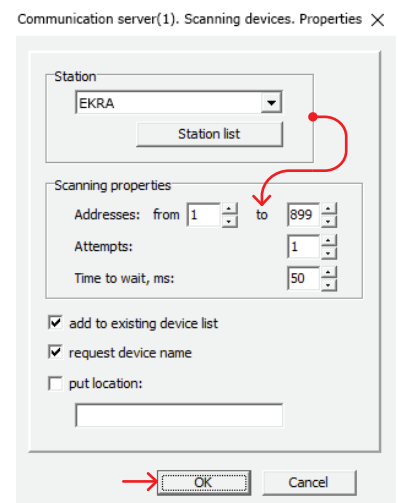 Communication server(1). Scanning devices. Properties
Station
EKRA
Station list
Scanning properties
Addresses: from 1 to 899
Attempts: 1
Time to wait, ms: 50
add to existing device list
request device name
put location:
OK Cancel